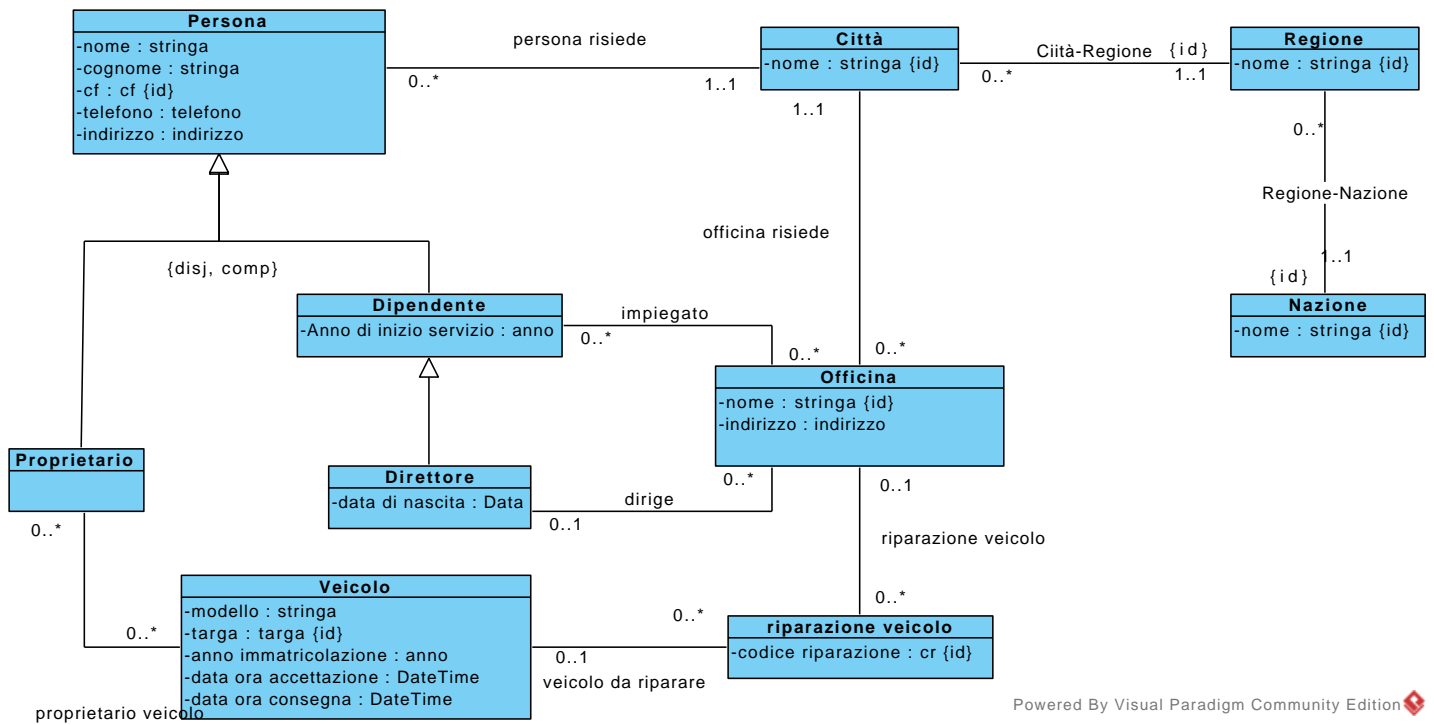 Persona
-nome : stringa
-cognome : stringa
-cf : cf {id}
-telefono : telefono
-indirizzo : indirizzo
persona risiede
0..*
1..1
Città
-nome : stringa {id}
1..1
Ciità-Regione
{id}
0..*
1..1
Regione
-nome : stringa {id}
0..*
Regione-Nazione
1..1
{id}
Nazione
-nome : stringa {id}
officina risiede
{disj, comp}
Dipendente
-Anno di inizio servizio : anno
impiegato
0..*
0..*
0..*
Officina
-nome : stringa {id}
-indirizzo : indirizzo
Proprietario
0..*
Direttore
-data di nascita : Data
dirige
0..1
0..*
0..1
riparazione veicolo
0..*
Veicolo
-modello : stringa
-targa : targa {id}
-anno immatricolazione : anno
-data ora accettazione : DateTime
-data ora consegna : DateTime
0..*
proprietario veicolo
0..*
0..1
veicolo da riparare
riparazione veicolo
-codice riparazione : cr {id}
Powered By Visual Paradigm Community Edition